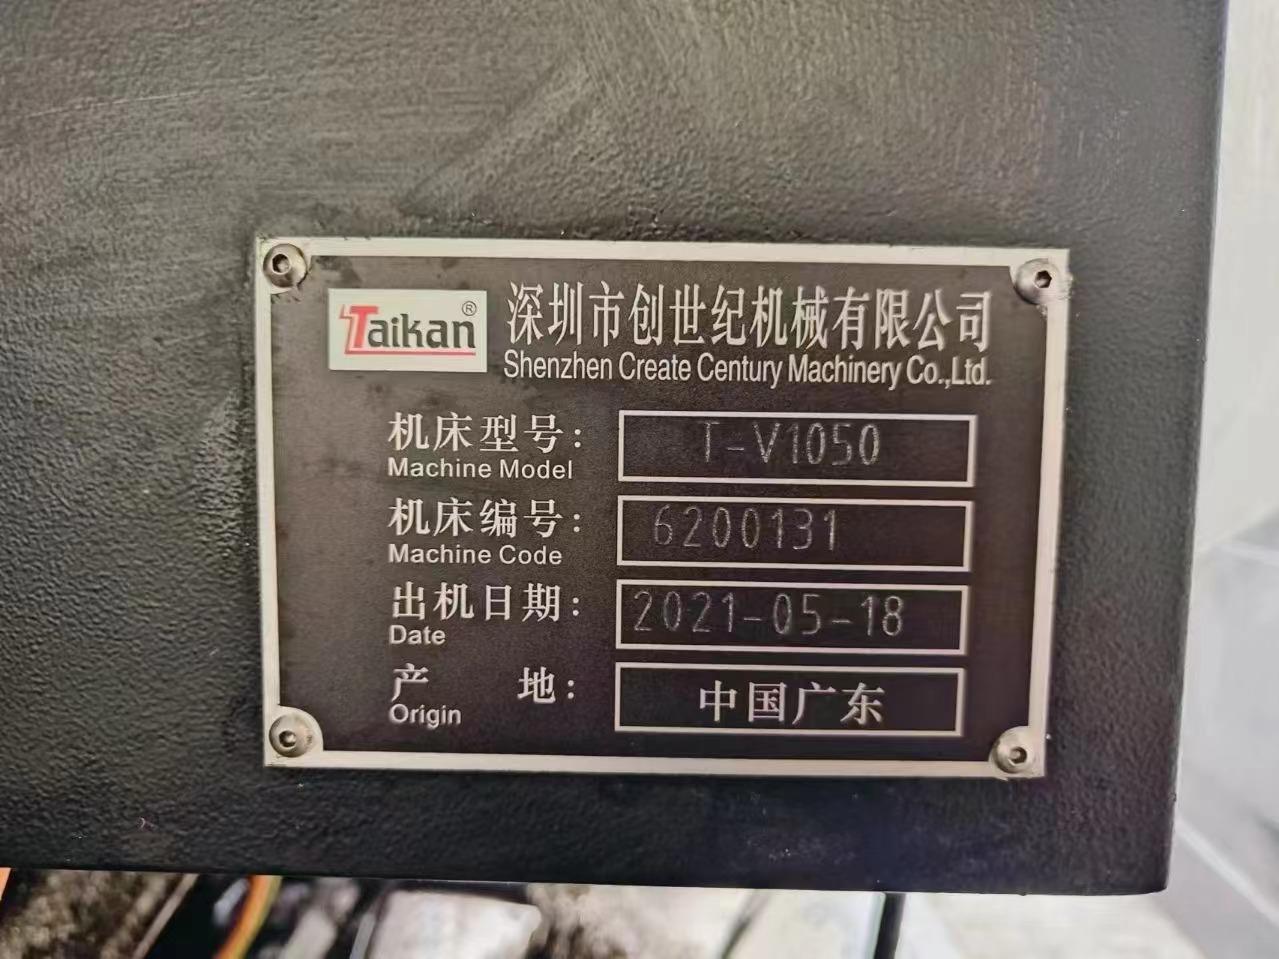 Taikan®
深圳市创世纪机械有限公司
Shenzhen Create Century Machinery Co.,Ltd.
机床型号: T-V1050
Machine Model
机床编号: 6200131
Machine Code
出机日期: 2021-05-18
Date
产 地: 中国广东
Origin